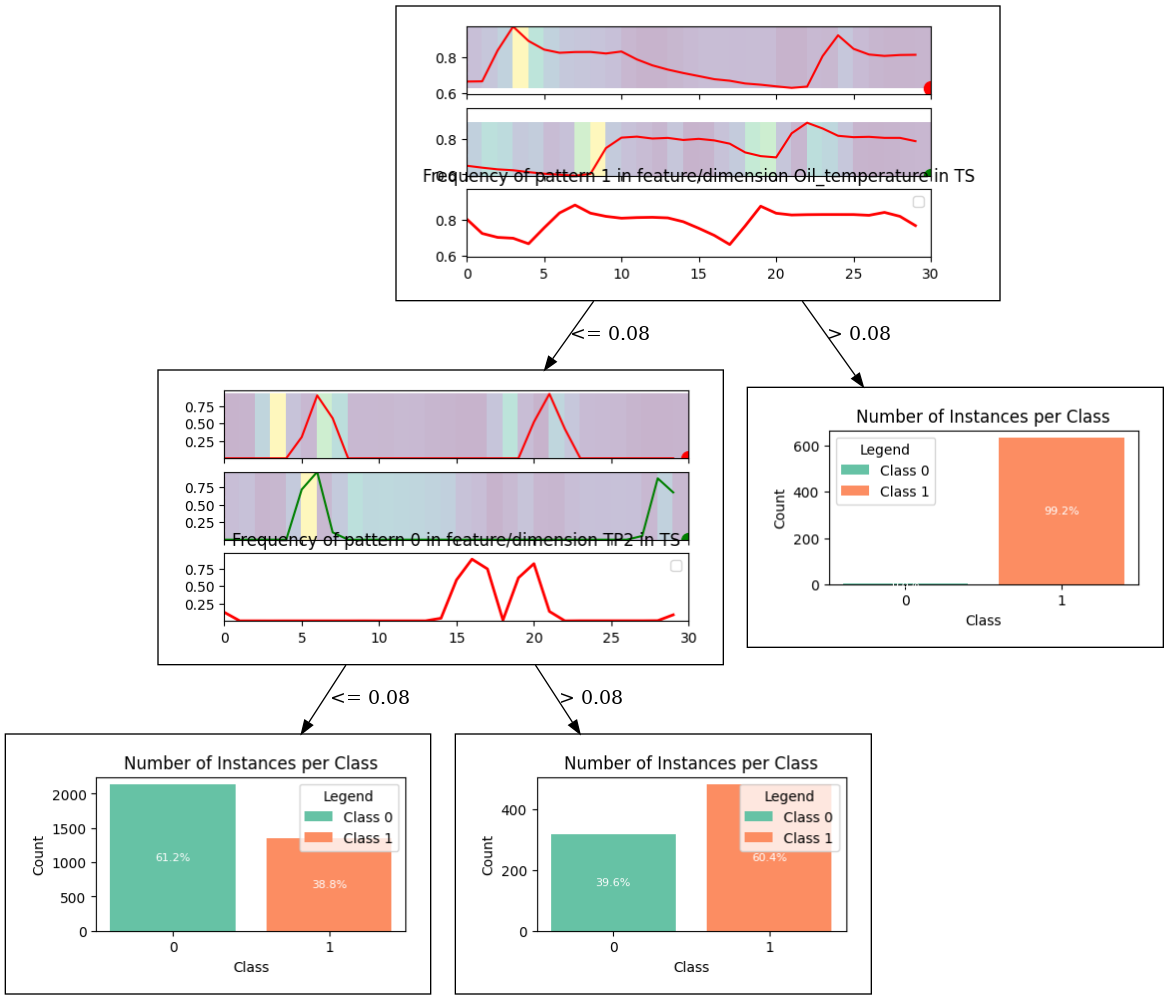 0.8
0.6
0.8
Frequency of pattern 1 in feature/dimension Oil_temperature in TS
0.8
0.6
0 5 10 15 20 25 30
<= 0.08
> 0.08
0.75
0.50
0.25
0.75
0.50
0.25
Frequency of pattern 0 in feature/dimension TP2 in TS
0.75
0.50
0.25
0 5 10 15 20 25 30
Number of Instances per Class
600
400
200
0
Count
Legend
Class 0
Class 1
99.2%
0 1
Class
<= 0.08
> 0.08
Number of Instances per Class
2000
1500
1000
500
0
Count
Legend
Class 0
Class 1
61.2%
38.8%
0 1
Class
Number of Instances per Class
400
200
0
Count
Legend
Class 0
Class 1
60.4%
39.6%
0 1
Class